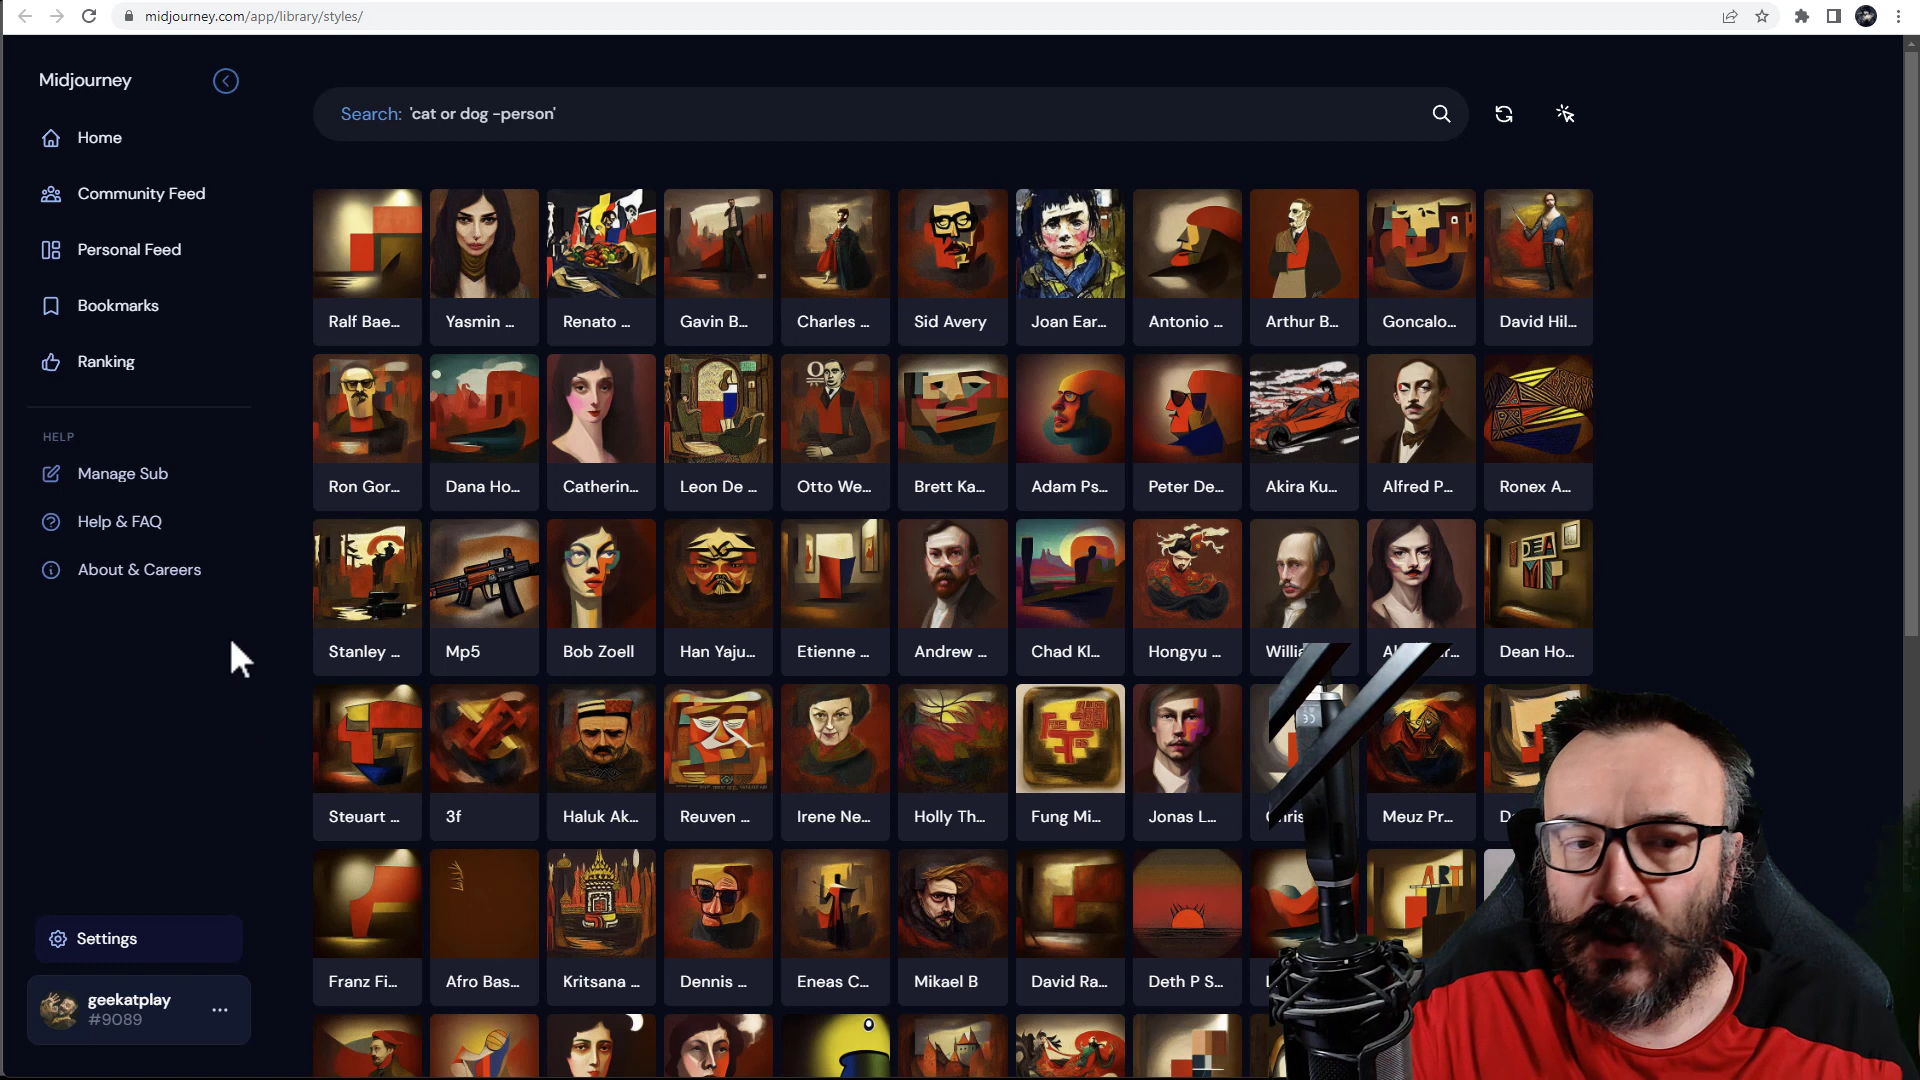 midjourney.com/app/library/styles/
Midjourney
Home
Community Feed
Personal Feed
Bookmarks
Ranking
HELP
Manage Sub
Help & FAQ
About & Careers
Settings
geekatplay
#9089
Search: 'cat or dog -person'
Ralf Bae...
Yasmin ...
Renato ...
Gavin B...
Charles ...
Sid Avery
Joan Ear...
Antonio ...
Arthur B...
Goncalo...
David Hil...
Ron Gor...
Dana Ho...
Catherin...
Leon De ...
Otto We...
Brett Ka...
Adam Ps...
Peter De...
Akira Ku...
Alfred P...
Ronex A...
Stanley ...
Mp5
Bob Zoell
Han Yaju...
Etienne ...
Andrew ...
Chad Kl...
Hongyu ...
Dean Ho...
Steuart ...
3f
Haluk Ak...
Reuven ...
Irene Ne...
Holly Th...
Fung Mi...
Jonas L...
Meuz Pr...
ART
Franz Fi...
Afro Bas...
Kritsana ...
Dennis ...
Eneas C...
Mikael B
David Ra...
Deth P S...